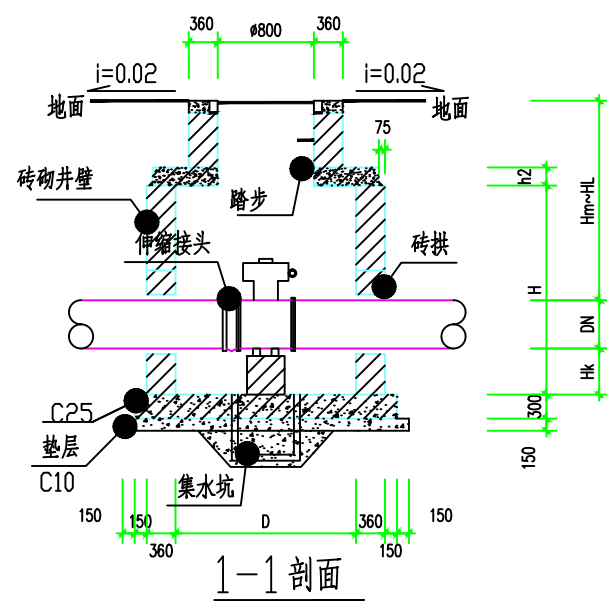 360 ø800 360
i=0.02 i=0.02
地面 地面
75
砖砌井壁
踏步
h2
Hm~HL
伸缩接头 砖拱
H
DN
Hk
C25
300
垫层
150
C10
集水坑
150 150 D 360 150
360 150
1-1剖面